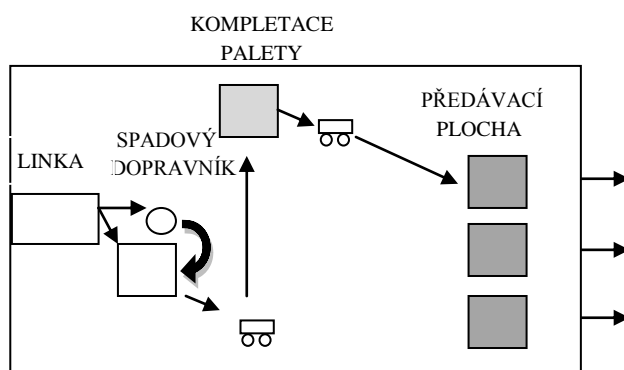 KOMPLETACE
PALETY
PŘEDÁVACÍ
PLOCHA
SPADOVÝ
DOPRAVNÍK
LINKA